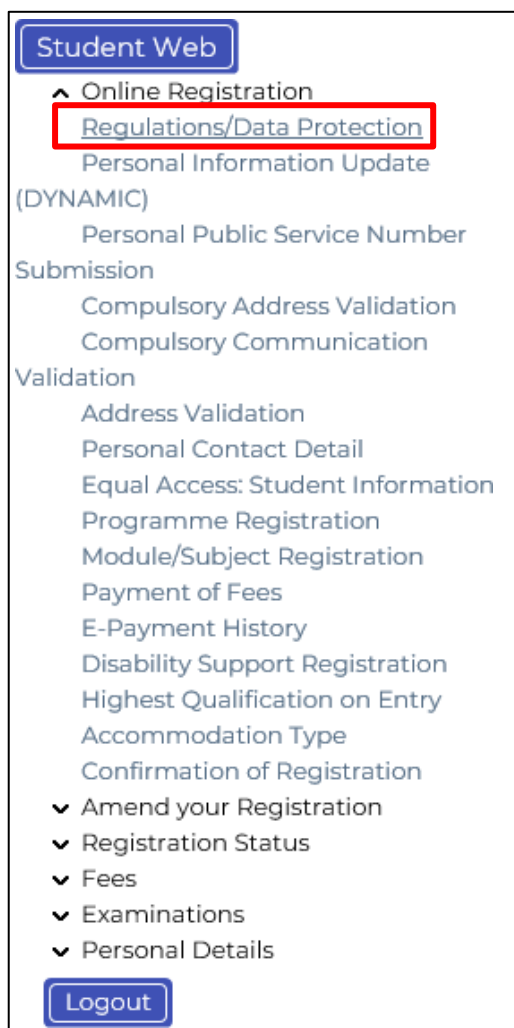 Student Web
Online Registration
Regulations/Data Protection
Personal Information Update
(DYNAMIC)
Personal Public Service Number
Submission
Compulsory Address Validation
Compulsory Communication
Validation
Address Validation
Personal Contact Detail
Equal Access: Student Information
Programme Registration
Module/Subject Registration
Payment of Fees
E-Payment History
Disability Support Registration
Highest Qualification on Entry
Accommodation Type
Confirmation of Registration
Amend your Registration
Registration Status
Fees
Examinations
Personal Details
Logout